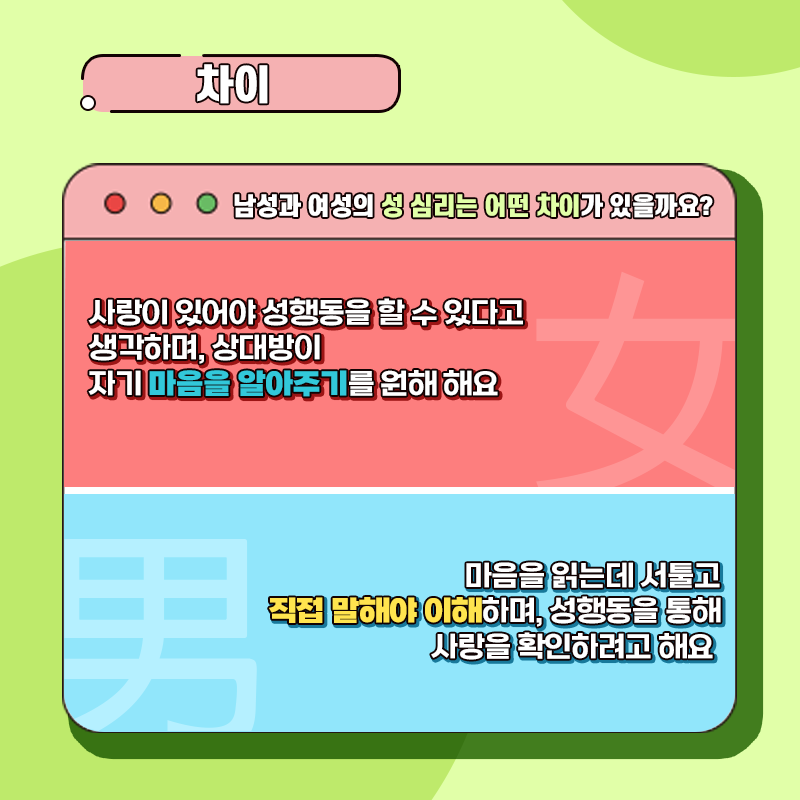 차이
남성과 여성의 성 심리는 어떤 차이가 있을까요?
女
사랑이 있어야 성행동을 할 수 있다고
생각하며, 상대방이
자기 마음을 알아주기를 원해 해요
男
마음을 읽는데 서툴고
직접 말해야 이해하며, 성행동을 통해
사랑을 확인하려고 해요